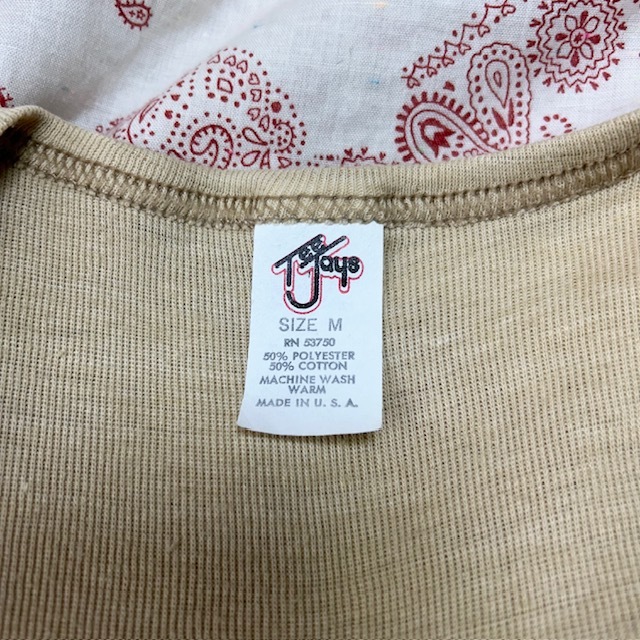 Tee Jays
SIZE M
RN 53750
50% POLYESTER
50% COTTON
MACHINE WASH
WARM
MADE IN U. S. A.